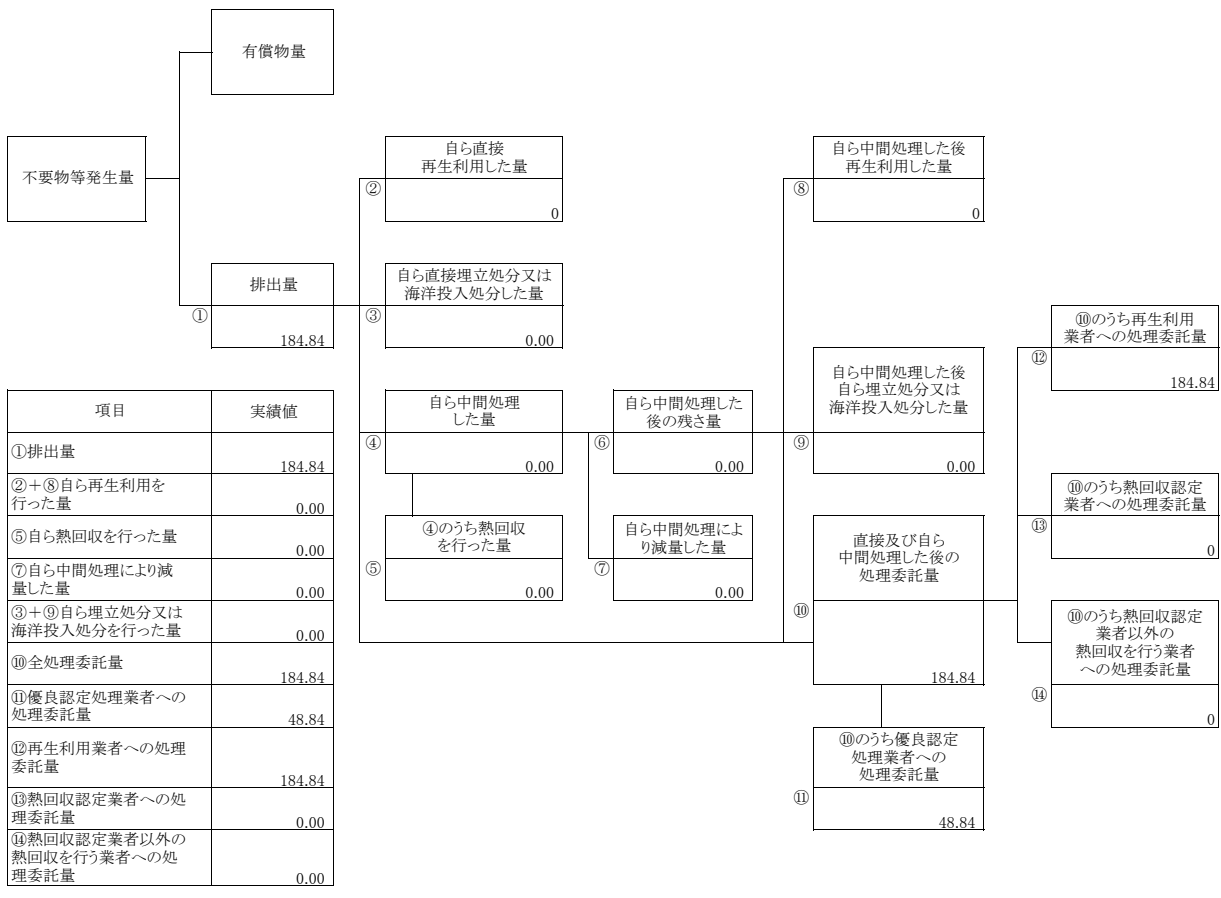 有償物量
不要物等発生量
排出量
①
184.84
自ら直接
再生利用した量
②
0
自ら直接埋立処分又は
海洋投入処分した量
③
0.00
自ら中間処理
した量
④
0.00
④のうち熱回収
を行った量
⑤
0.00
自ら中間処理した
後の残さ量
⑥
0.00
自ら中間処理によ
り減量した量
⑦
0.00
自ら中間処理した後
再生利用した量
⑧
0
自ら中間処理した後
自ら埋立処分又は
海洋投入処分した量
⑨
0.00
直接及び自ら
中間処理した後の
処理委託量
⑩
184.84
⑩のうち優良認定
処理業者への
処理委託量
⑪
48.84
⑩のうち再生利用
業者への処理委託量
⑫
184.84
⑩のうち熱回収認定
業者への処理委託量
⑬
0
⑩のうち熱回収認定
業者以外の
熱回収を行う業者
への処理委託量
⑭
0
項目 実績値
①排出量
184.84
②+⑧自ら再生利用を
行った量
0.00
⑤自ら熱回収を行った量
0.00
⑦自ら中間処理により減
量した量
0.00
③+⑨自ら埋立処分又は
海洋投入処分を行った量
0.00
⑩全処理委託量
184.84
⑪優良認定処理業者への
処理委託量
48.84
⑫再生利用業者への処理
委託量
184.84
⑬熱回収認定業者への処
理委託量
0.00
⑭熱回収認定業者以外の
熱回収を行う業者への処
理委託量
0.00